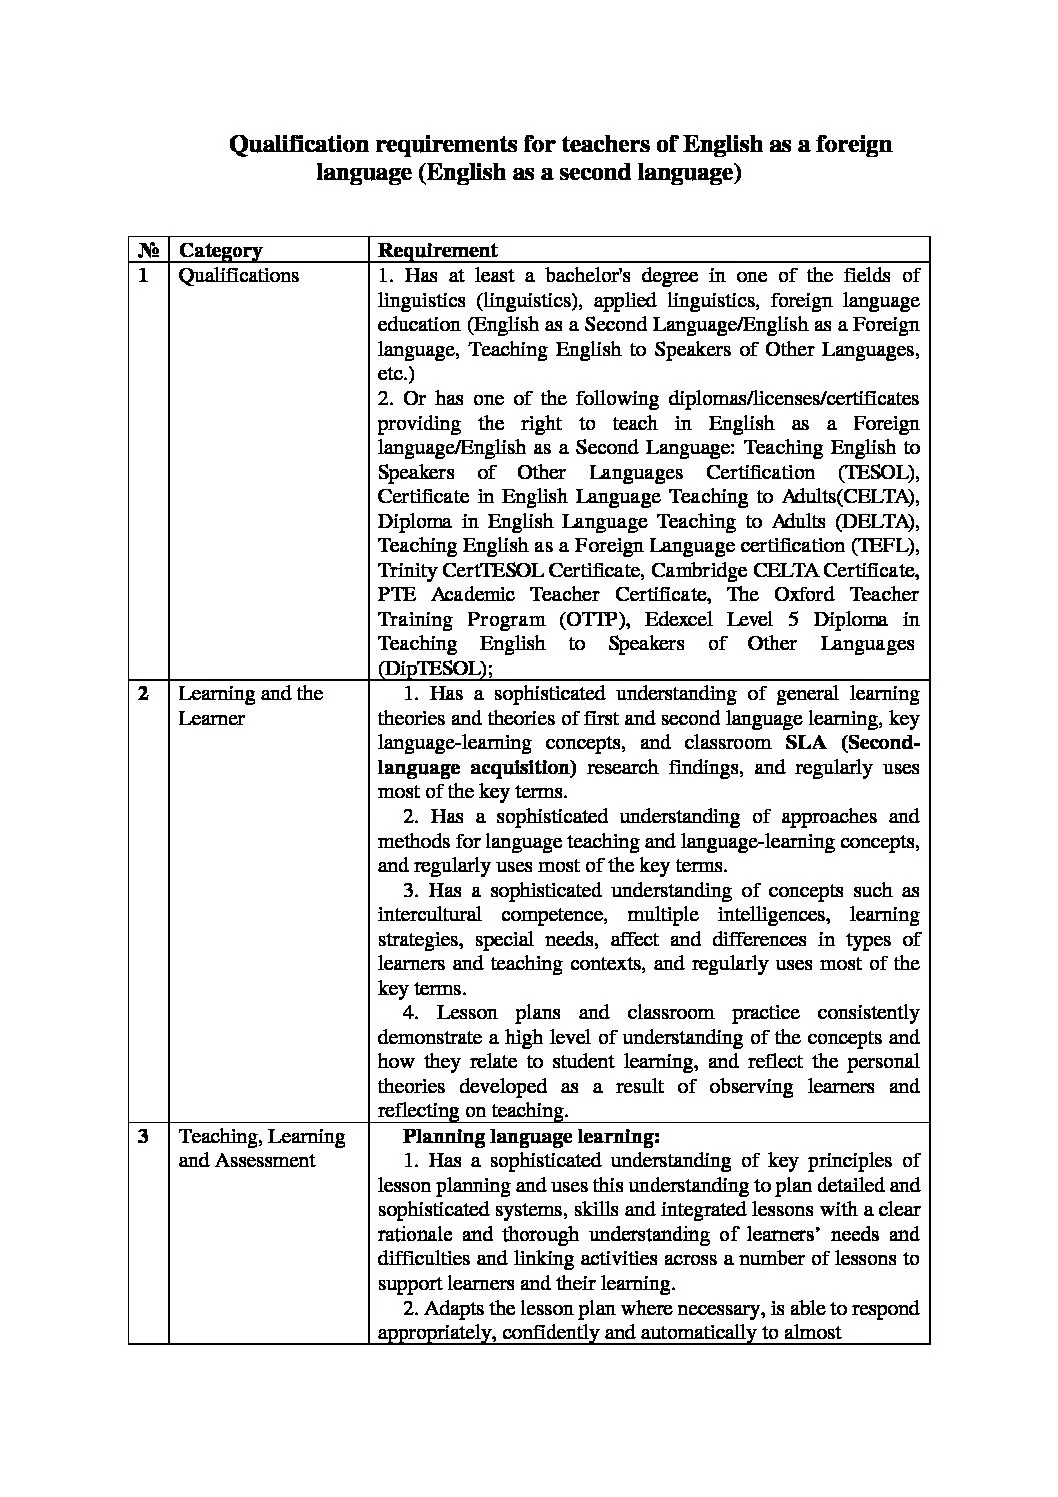 Qualification requirements for teachers of English as a foreign
language (English as a second language)
№ Category Requirement
1 Qualifications 1. Has at least a bachelor's degree in one of the fields of
linguistics (linguistics), applied linguistics, foreign language
education (English as a Second Language/English as a Foreign
language, Teaching English to Speakers of Other Languages,
etc.)
2. Or has one of the following diplomas/licenses/certificates
providing the right to teach in English as a Foreign
language/English as a Second Language: Teaching English to
Speakers of Other Languages Certification (TESOL),
Certificate in English Language Teaching to Adults(CELTA),
Diploma in English Language Teaching to Adults (DELTA),
Teaching English as a Foreign Language certification (TEFL),
Trinity CertTESOL Certificate, Cambridge CELTA Certificate,
PTE Academic Teacher Certificate, The Oxford Teacher
Training Program (OTTP), Edexcel Level 5 Diploma in
Teaching English to Speakers of Other Languages
(DipTESOL);
2 Learning and the
Learner
1. Has a sophisticated understanding of general learning
theories and theories of first and second language learning, key
language-learning concepts, and classroom SLA (Second-
language acquisition) research findings, and regularly uses
most of the key terms.
2. Has a sophisticated understanding of approaches and
methods for language teaching and language-learning concepts,
and regularly uses most of the key terms.
3. Has a sophisticated understanding of concepts such as
intercultural competence, multiple intelligences, learning
strategies, special needs, affect and differences in types of
learners and teaching contexts, and regularly uses most of the
key terms.
4. Lesson plans and classroom practice consistently
demonstrate a high level of understanding of the concepts and
how they relate to student learning, and reflect the personal
theories developed as a result of observing learners and
reflecting on teaching.
3 Teaching, Learning
and Assessment
Planning language learning:
1. Has a sophisticated understanding of key principles of
lesson planning and uses this understanding to plan detailed and
sophisticated systems, skills and integrated lessons with a clear
rationale and thorough understanding of learners’ needs and
difficulties and linking activities across a number of lessons to
support learners and their learning.
2. Adapts the lesson plan where necessary, is able to respond
appropriately, confidently and automatically to almost